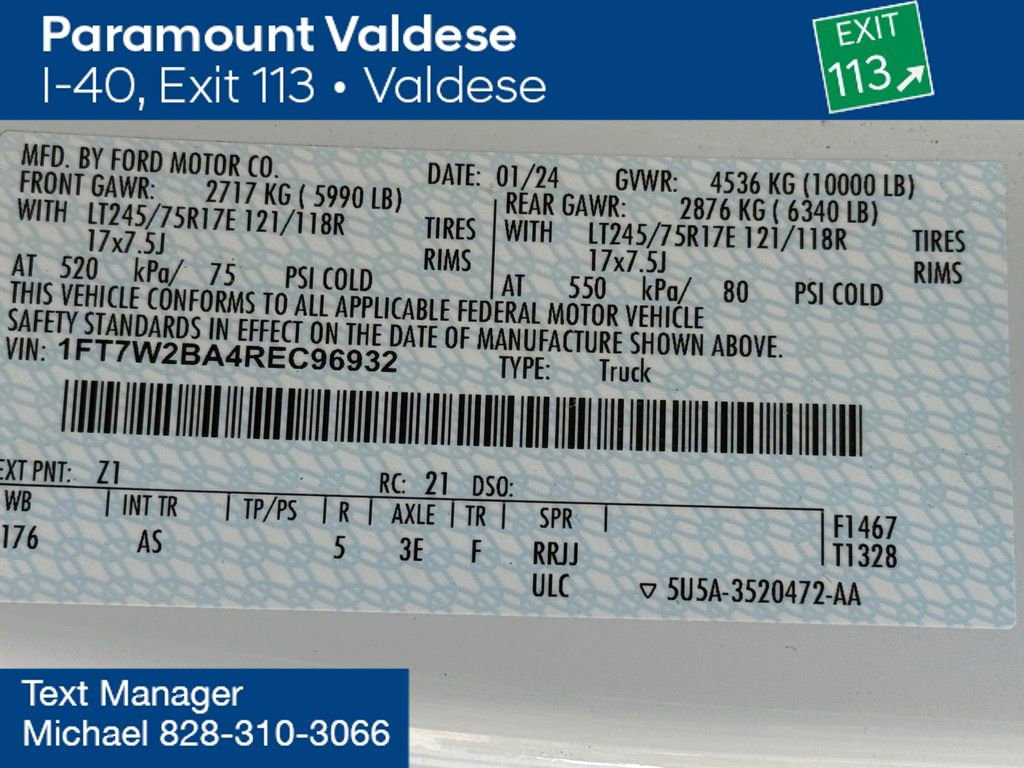 Paramount Valdese
I-40, Exit 113 • Valdese
EXIT
113
MFD. BY FORD MOTOR CO.
DATE: 01/24
GVWR: 4536 KG (10000 LB)
FRONT GAWR: 2717 KG ( 5990 LB)
WITH LT245/75R17E 121/118R TIRES
17x7.5J RIMS
AT 520 kPa/ 75 PSI COLD
REAR GAWR: 2876 KG ( 6340 LB)
WITH LT245/75R17E 121/118R TIRES
17x7.5J RIMS
AT 550 kPa/ 80 PSI COLD
THIS VEHICLE CONFORMS TO ALL APPLICABLE FEDERAL MOTOR VEHICLE
SAFETY STANDARDS IN EFFECT ON THE DATE OF MANUFACTURE SHOWN ABOVE.
VIN: 1FT7W2BA4REC96932 TYPE: Truck
EXT PNT: Z1 RC: 21 DSO:
WB | INT TR | TP/PS | R | AXLE | TR | SPR |
176 AS 5 3E F RRJJ
ULC
F1467
T1328
▽ 5U5A-3520472-AA
Text Manager
Michael 828-310-3066